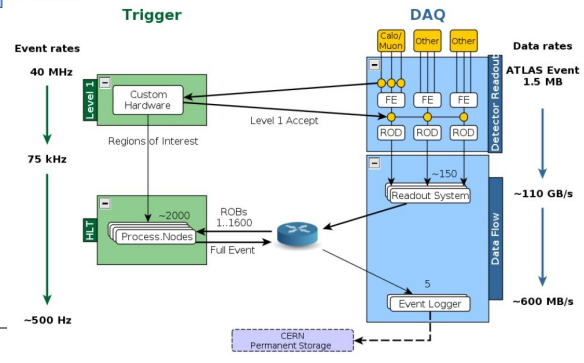 Trigger
DAQ
Event rates
40 MHz
75 kHz
~500 Hz
Level 1
Custom
Hardware
Regions of Interest
Level 1 Accept
HLT
~2000
Process.Nodes
ROBs
1..1600
Full Event
Calo/
Muon
Other
Other
FE
FE
FE
ROD
ROD
ROD
Detector Readout
~150
Readout System
5
Event Logger
Data Flow
CERN
Permanent Storage
Data rates
ATLAS Event
1.5 MB
~110 GB/s
~600 MB/s